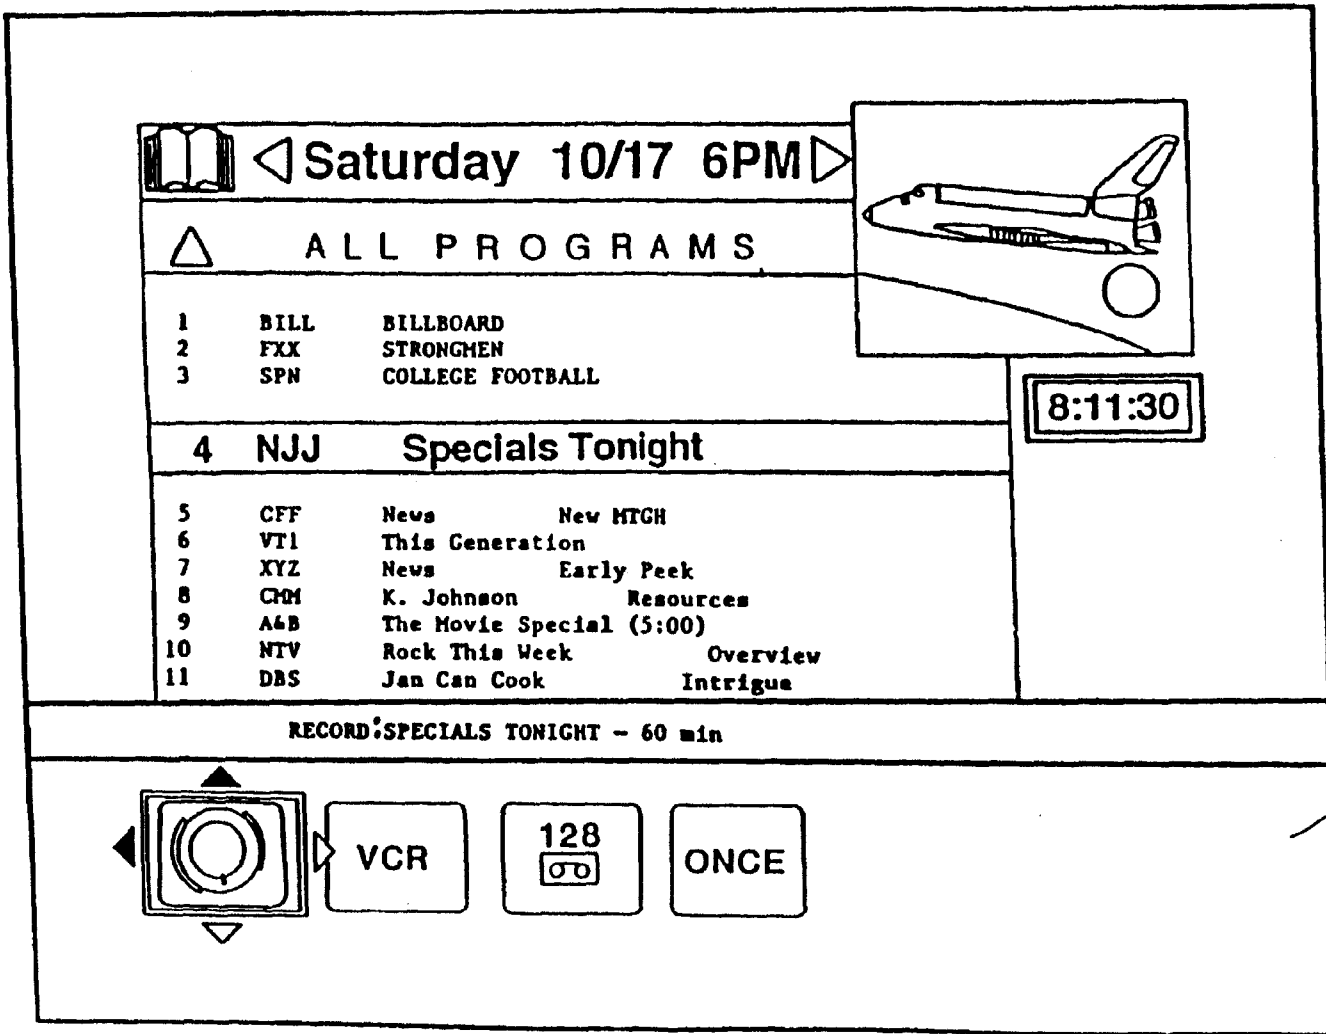 Saturday 10/17 6PM
ALL PROGRAMS
1 BILL BILLBOARD
2 FXX STRONGMEN
3 SPN COLLEGE FOOTBALL
8:11:30
4 NJJ Specials Tonight
5 CFF News New MTGH
6 VT1 This Generation
7 XYZ News Early Peek
8 CMM K. Johnson Resources
9 A&B The Movie Special (5:00)
10 NTV Rock This Week Overview
11 DBS Jan Can Cook Intrigue
RECORD:SPECIALS TONIGHT - 60 min
VCR 128 ONCE